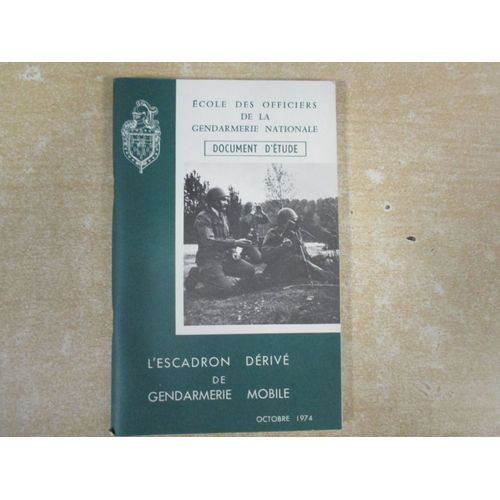 ÉCOLE DES OFFICIERS
DE LA
GENDARMERIE NATIONALE
DOCUMENT D'ÉTUDE
L'ESCADRON DÉRIVÉ
DE
GENDARMERIE MOBILE
OCTOBRE 1974